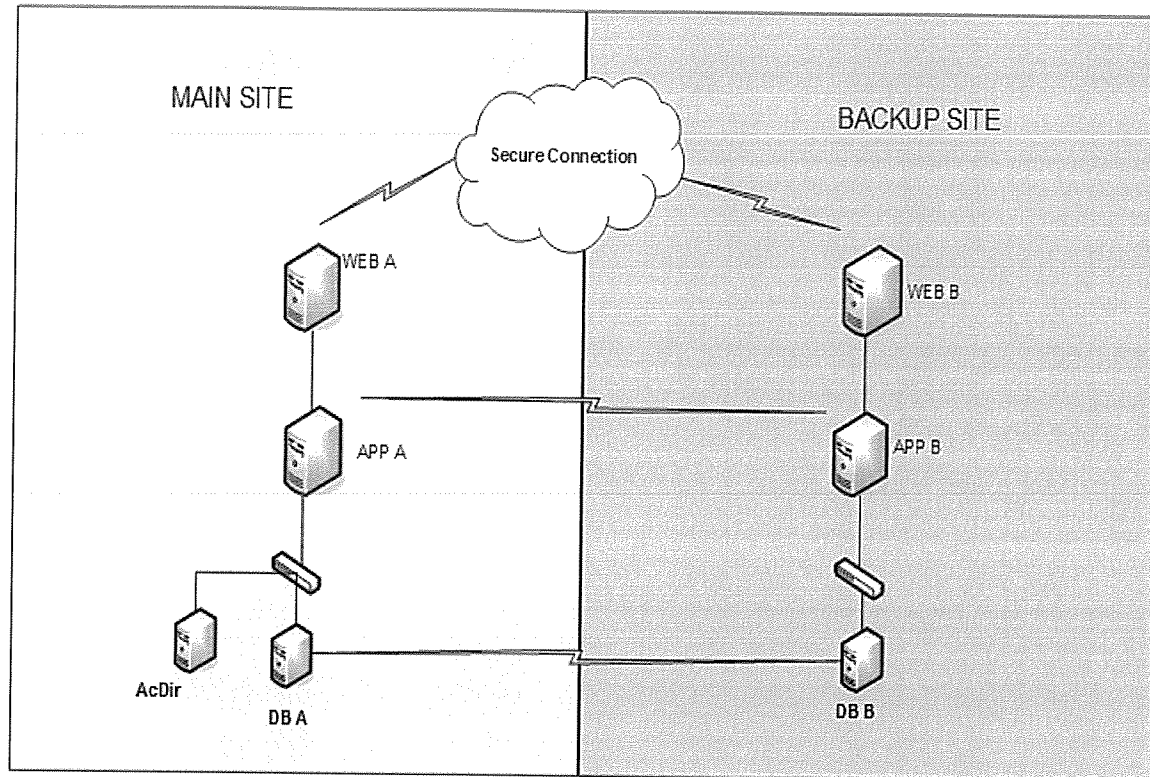 MAIN SITE
BACKUP SITE
Secure Connection
WEB A
WEB B
APP A
APP B
AcDir
DB A
DB B